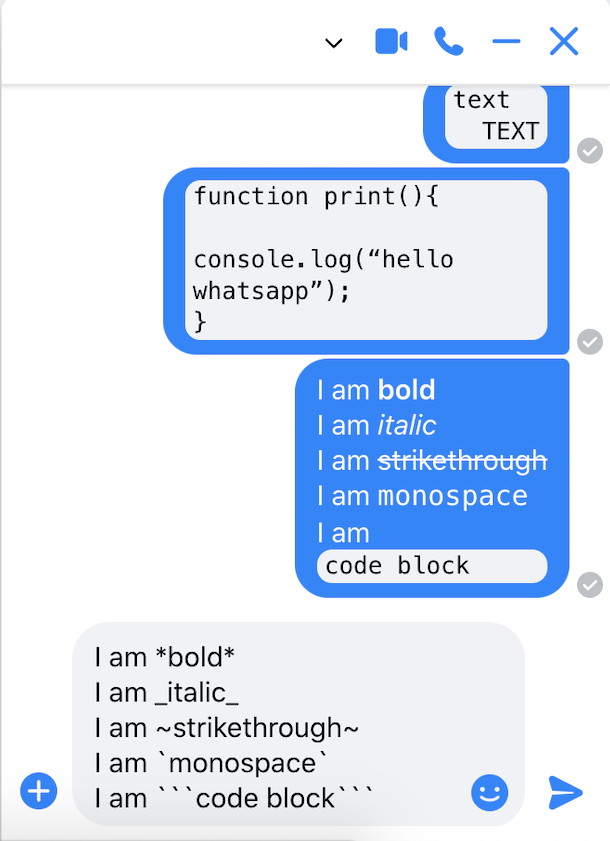 text
TEXT
function print(){
console.log(“hello
whatsapp”);
}
I am bold
I am italic
I am strikethrough
I am monospace
I am
code block
I am *bold*
I am _italic_
I am ~strikethrough~
I am `monospace`
I am ```code block```